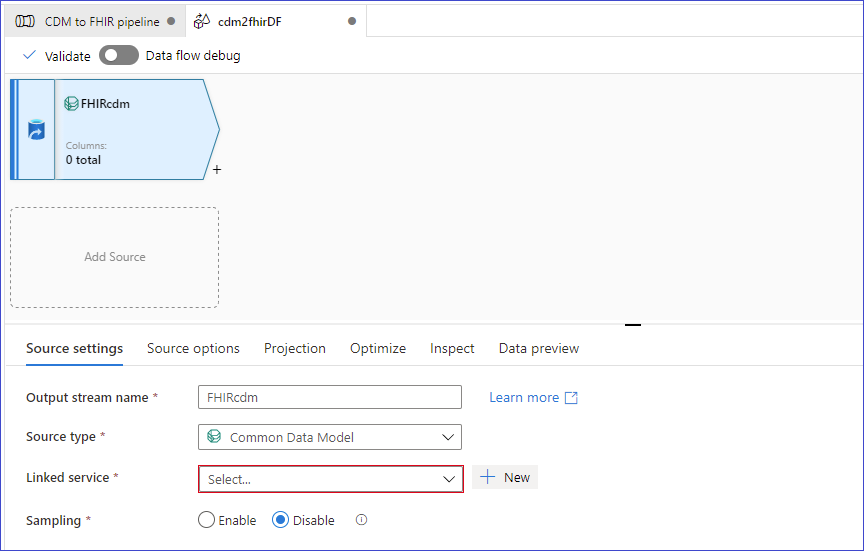 CDM to FHIR pipeline
cdm2fhirDF
Validate
Data flow debug
FHIRcdm
Columns:
0 total
+
Add Source
Source settings
Source options
Projection
Optimize
Inspect
Data preview
Output stream name *
FHIRcdm
Learn more
Source type *
Common Data Model
Linked service *
Select...
New
Sampling *
Enable
Disable